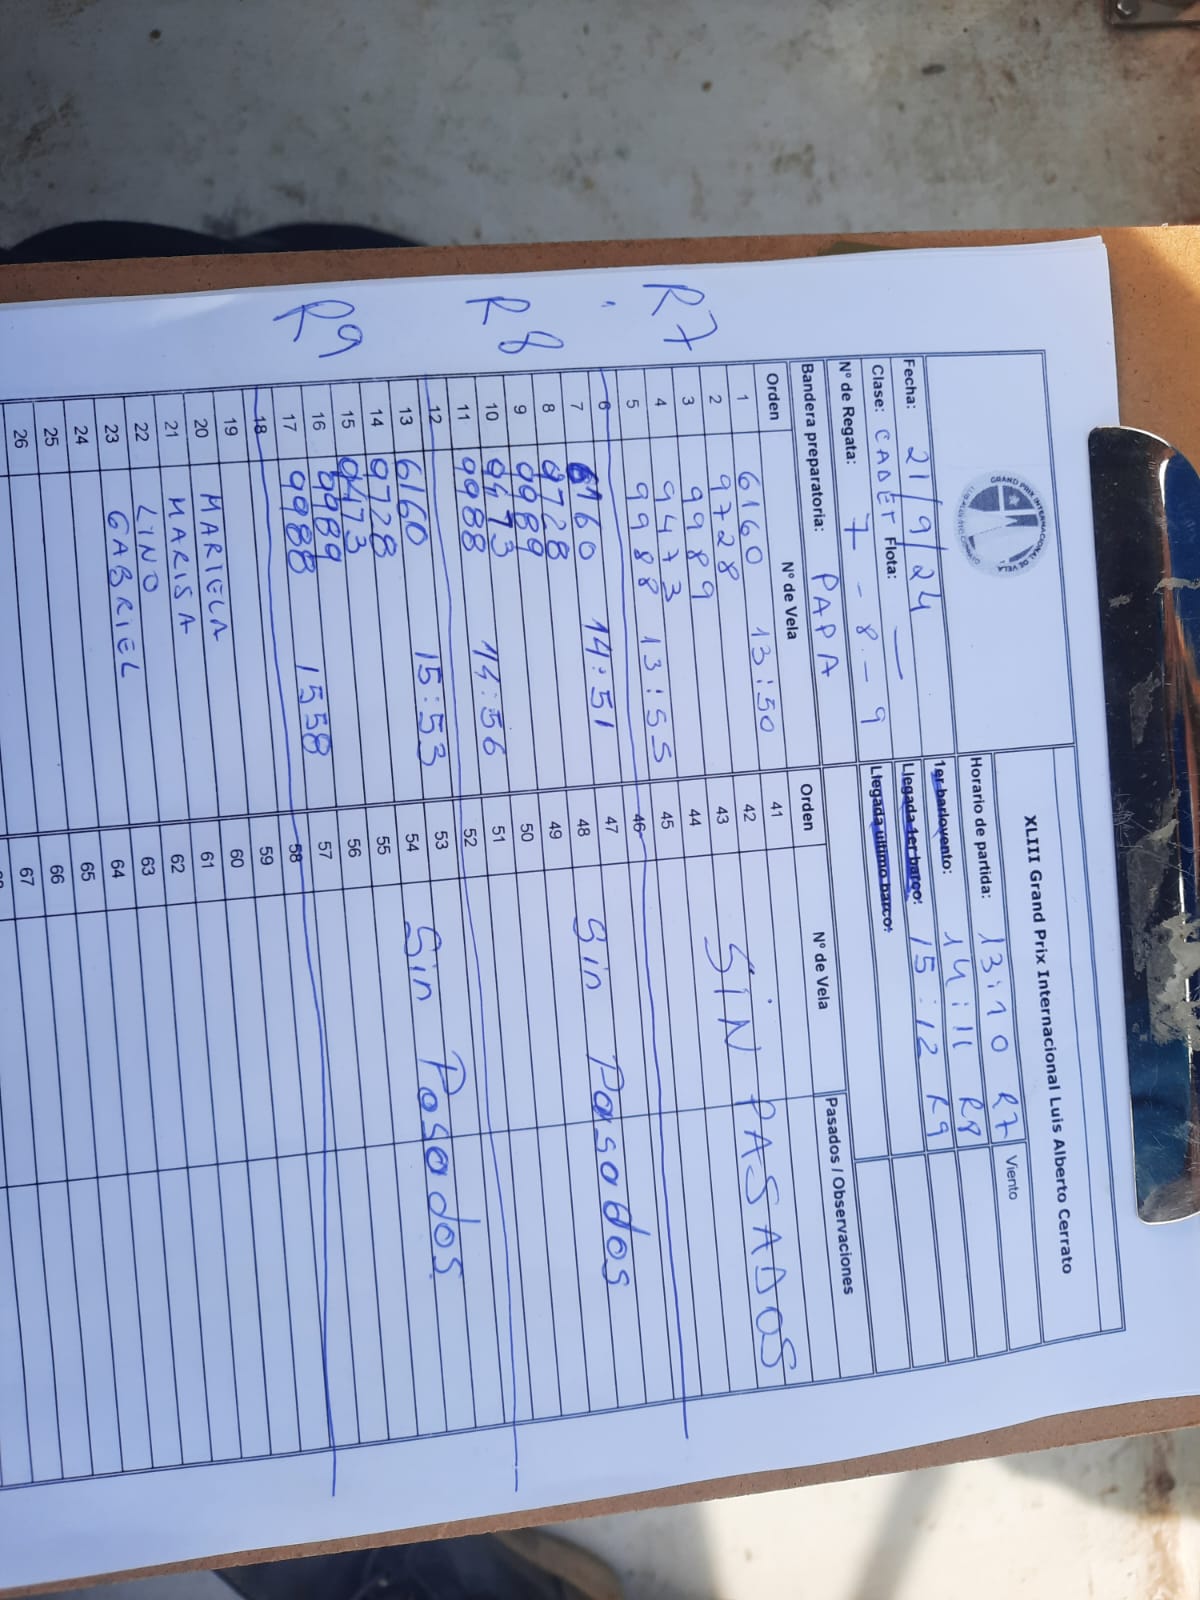 GRAND PRIX INTERNACIONAL DE VELA
LUIS ALBERTO CERRATO
XLIII Grand Prix Internacional Luis Alberto Cerrato
Horario de partida: 13:10 R7 Viento
1er barlovento: 14:11 R8
Llegada 1er barco: 15:12 R9
Llegada último barco:
Fecha: 21/9/24
Clase: CADET Flota: —
Nº de Regata: 7 - 8 - 9
Bandera preparatoria: PAPA
Orden Nº de Vela Orden Nº de Vela Pasados / Observaciones
1 6160 13:50 41
2 9728 42 SIN PASADOS
3 9989 43
R7 4 9473 44
5 9988 13:55 45
6 46
7 6160 14:51 47 Sin Pasados
8 9728 48
9 9989 49
R8 10 9473 50
11 9988 14:56 51
12 52
13 6160 15:53 53 Sin Pasados
14 9728 54
15 9473 55
R9 16 9989 56
17 9988 1558 57
18 58
19 59
20 MARIELA 60
21 MARISA 61
22 LINO 62
23 GABRIEL 63
24 64
25 65
26 66
67